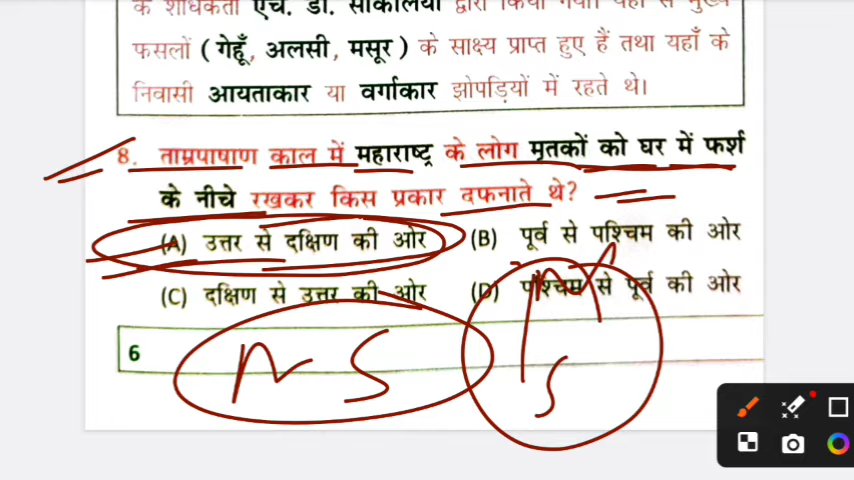 के शोधकर्ता एच. डी. सांकलिया द्वारा किया गया। यहाँ से मुख्य
फसलों (गेहूँ, अलसी, मसूर) के साक्ष्य प्राप्त हुए हैं तथा यहाँ के
निवासी आयताकार या वर्गाकार झोपड़ियों में रहते थे।
8. ताम्रपाषाण काल में महाराष्ट्र के लोग मृतकों को घर में फर्श
के नीचे रखकर किस प्रकार दफनाते थे?
(A) उत्तर से दक्षिण की ओर (B) पूर्व से पश्चिम की ओर
(C) दक्षिण से उत्तर की ओर (D) पश्चिम से पूर्व की ओर
6
N S
N
S